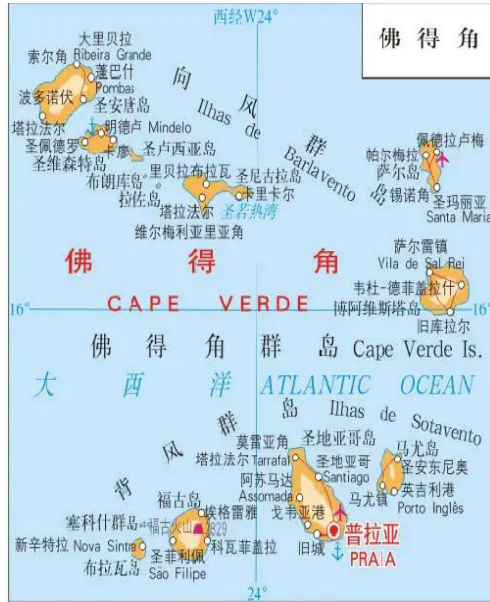 西经W24°
佛得角
大里贝拉
Ribeira Grande
索尔角
蓬巴什
Pombas
波多诺伏
圣安唐岛
塔拉法尔
明德卢 Mindelo
圣佩德罗
卡廖
圣卢西亚岛
圣维森特岛
布朗库岛
拉佐岛
里贝拉布拉瓦
圣尼古拉岛
卡里卡尔
塔拉法尔
圣若热湾
维尔梅利亚里亚角
向风群岛
Ilhas de Barlavento
佩德拉卢梅
帕尔梅拉
萨尔岛
锡诺角
圣玛丽亚
Santa Maria
萨尔雷镇
Vila de Sal Rei
韦杜-德菲盖拉什
博阿维斯塔岛
旧库拉尔
佛得角
CAPE VERDE
16°
16°
佛得角群岛 Cape Verde Is.
大西洋 ATLANTIC OCEAN
背风群岛 Ilhas de Sotavento
莫雷亚角
圣地亚哥岛
塔拉法尔 Tarrafal
圣地亚哥
Santiago
阿苏马达
Assomada
戈韦亚港
旧城
普拉亚
PRAIA
马尤岛
圣安东尼奥
英吉利港
Porto Inglês
马尤镇
福古岛
埃格雷雅
福古火山
2829
塞科什群岛
新辛特拉 Nova Sintra
布拉瓦岛
圣菲利佩
São Filipe
科瓦菲盖拉
24°